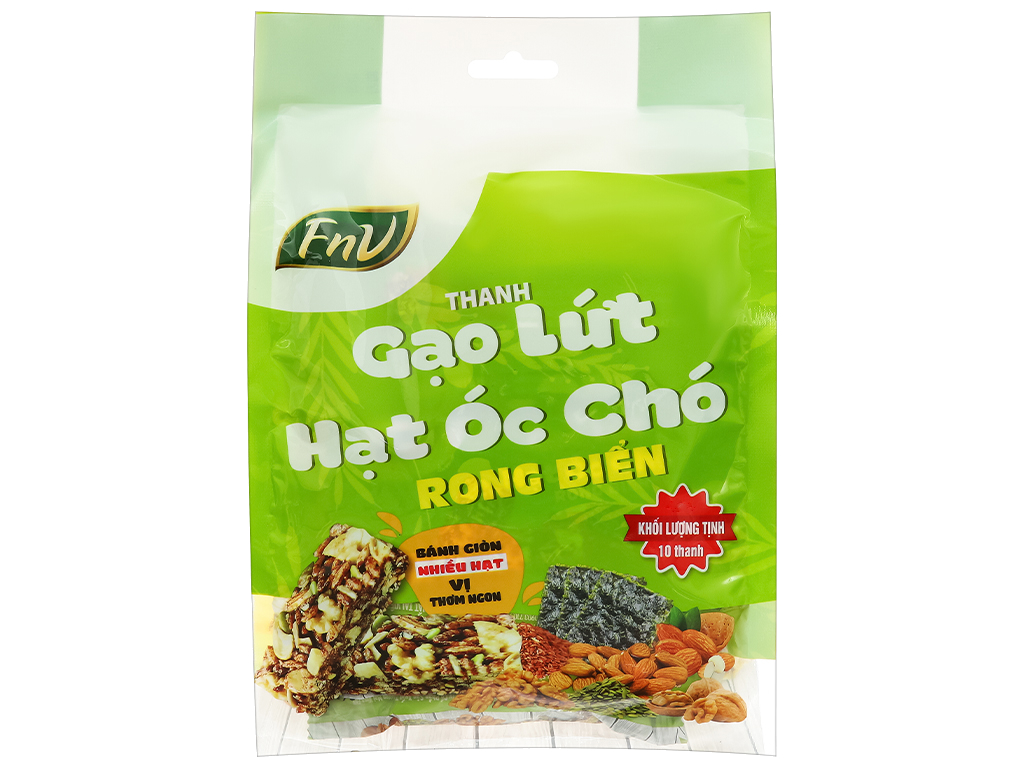 FnV
THANH
Gạo Lứt
Hạt Óc Chó
RONG BIỂN
KHỐI LƯỢNG TỊNH
10 thanh
BÁNH GIÒN
NHIỀU HẠT
VỊ
THƠM NGON